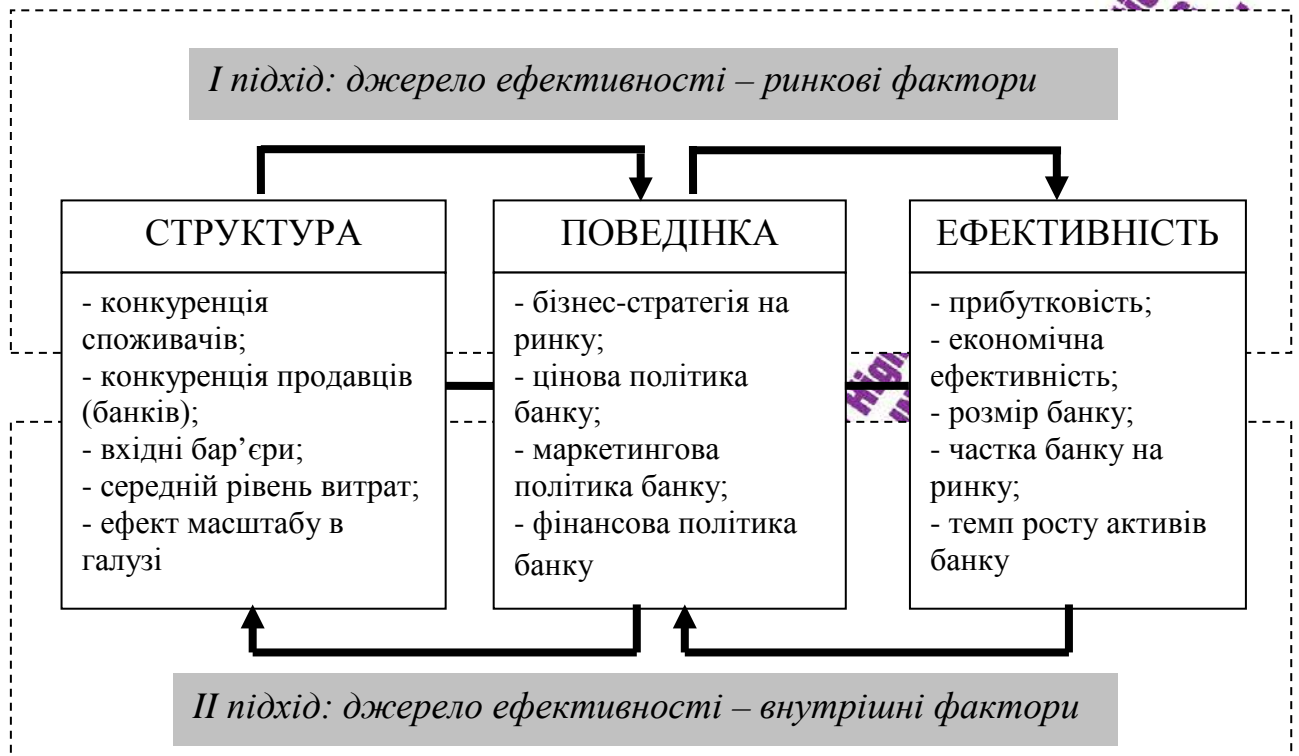 І підхід: джерело ефективності – ринкові фактори
СТРУКТУРА
- конкуренція
споживачів;
- конкуренція продавців
(банків);
- вхідні бар’єри;
- середній рівень витрат;
- ефект масштабу в
галузі
ПОВЕДІНКА
- бізнес-стратегія на
ринку;
- цінова політика
банку;
- маркетингова
політика банку;
- фінансова політика
банку
ЕФЕКТИВНІСТЬ
- прибутковість;
- економічна
ефективність;
- розмір банку;
- частка банку на
ринку;
- темп росту активів
банку
ІІ підхід: джерело ефективності – внутрішні фактори